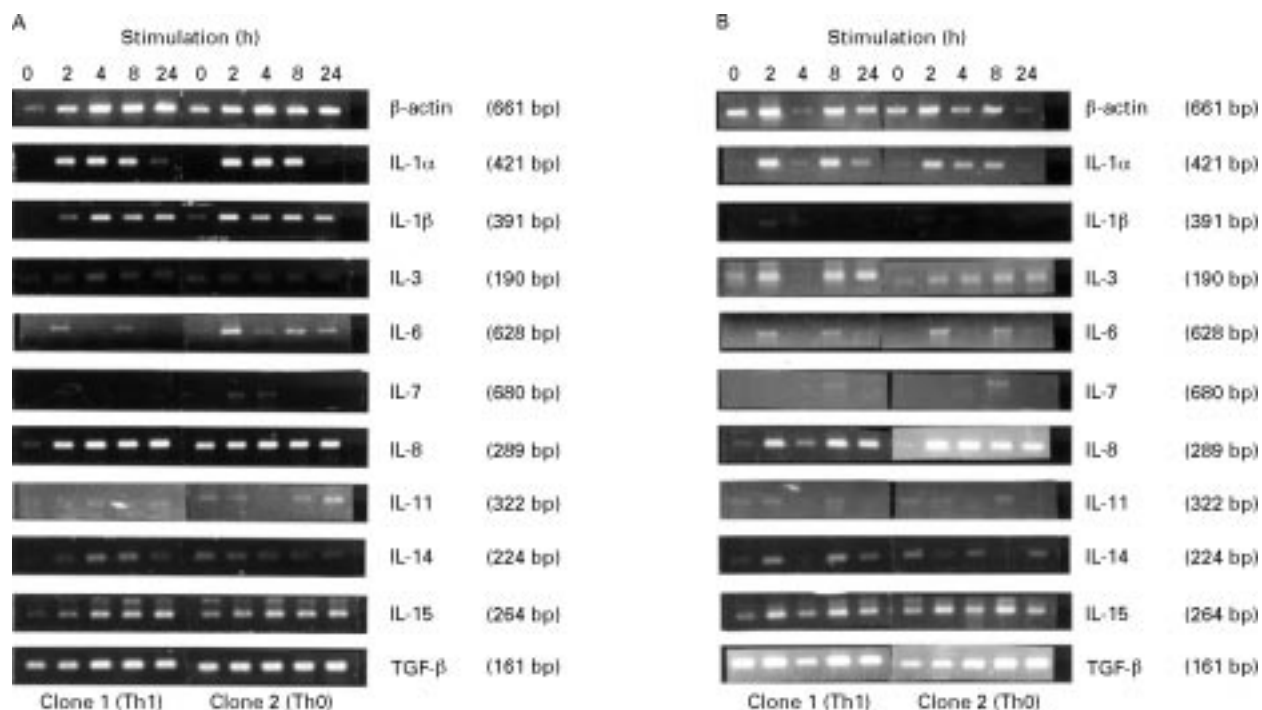 A
Stimulation (h)
0 2 4 8 24 0 2 4 8 24
β-actin (661 bp)
IL-1α (421 bp)
IL-1β (391 bp)
IL-3 (190 bp)
IL-6 (628 bp)
IL-7 (680 bp)
IL-8 (289 bp)
IL-11 (322 bp)
IL-14 (224 bp)
IL-15 (264 bp)
TGF-β (161 bp)
Clone 1 (Th1) Clone 2 (Th0)
B
Stimulation (h)
0 2 4 8 24 0 2 4 8 24
β-actin (661 bp)
IL-1α (421 bp)
IL-1β (391 bp)
IL-3 (190 bp)
IL-6 (628 bp)
IL-7 (680 bp)
IL-8 (289 bp)
IL-11 (322 bp)
IL-14 (224 bp)
IL-15 (264 bp)
TGF-β (161 bp)
Clone 1 (Th1) Clone 2 (Th0)